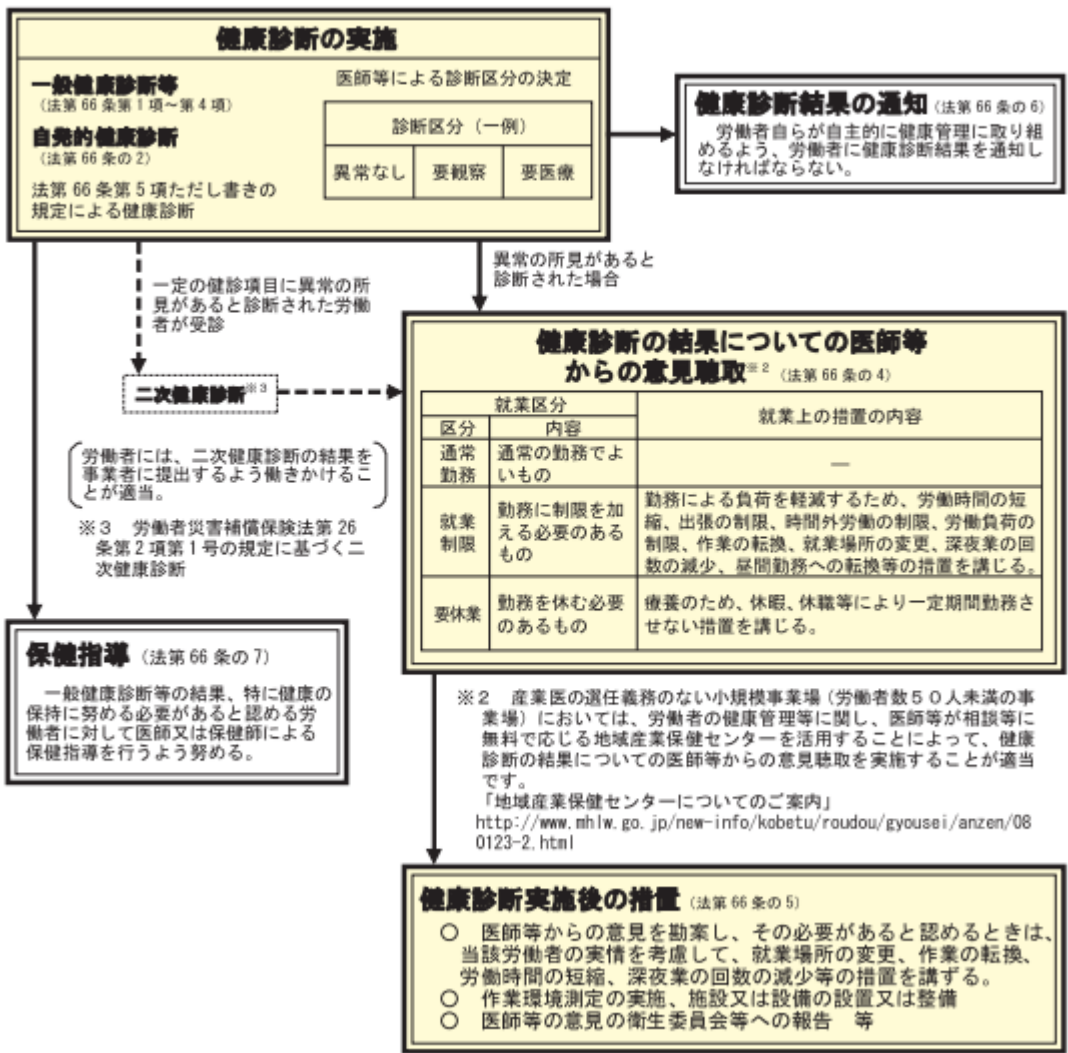 健康診断の実施
一般健康診断等
（法第66条第1項～第4項）
自発的健康診断
（法第66条の2）
法第66条第5項ただし書きの
規定による健康診断
医師等による診断区分の決定
診断区分（一例）
異常なし 要観察 要医療
健康診断結果の通知（法第66条の6）
労働者自らが自主的に健康管理に取り組
めるよう、労働者に健康診断結果を通知し
なければならない。
異常の所見があると
診断された場合
一定の健診項目に異常の所
見があると診断された労働
者が受診
二次健康診断※3
労働者には、二次健康診断の結果を
事業者に提出するよう働きかけるこ
とが適当。
※3 労働者災害補償保険法第26
条第2項第1号の規定に基づく二
次健康診断
健康診断の結果についての医師等
からの意見聴取※2（法第66条の4）
就業区分 就業上の措置の内容
区分 内容
通常
勤務
通常の勤務でよ
いもの
―
就業
制限
勤務に制限を加
える必要のある
もの
勤務による負荷を軽減するため、労働時間の短
縮、出張の制限、時間外労働の制限、労働負荷の
制限、作業の転換、就業場所の変更、深夜業の回
数の減少、昼間勤務への転換等の措置を講じる。
要休業
勤務を休む必要
のあるもの
療養のため、休暇、休職等により一定期間勤務さ
せない措置を講じる。
保健指導（法第66条の7）
一般健康診断等の結果、特に健康の
保持に努める必要があると認める労
働者に対して医師又は保健師による
保健指導を行うよう努める。
※2 産業医の選任義務のない小規模事業場（労働者数５０人未満の事
業場）においては、労働者の健康管理等に関し、医師等が相談等に
無料で応じる地域産業保健センターを活用することによって、健康
診断の結果についての医師等からの意見聴取を実施することが適当
です。
「地域産業保健センターについてのご案内」
http://www.mhlw.go.jp/new-info/kobetu/roudou/gyousei/anzen/08
0123-2.html
健康診断実施後の措置（法第66条の5）
○ 医師等からの意見を勘案し、その必要があると認めるときは、
当該労働者の実情を考慮して、就業場所の変更、作業の転換、
労働時間の短縮、深夜業の回数の減少等の措置を講ずる。
○ 作業環境測定の実施、施設又は設備の設置又は整備
○ 医師等の意見の衛生委員会等への報告 等